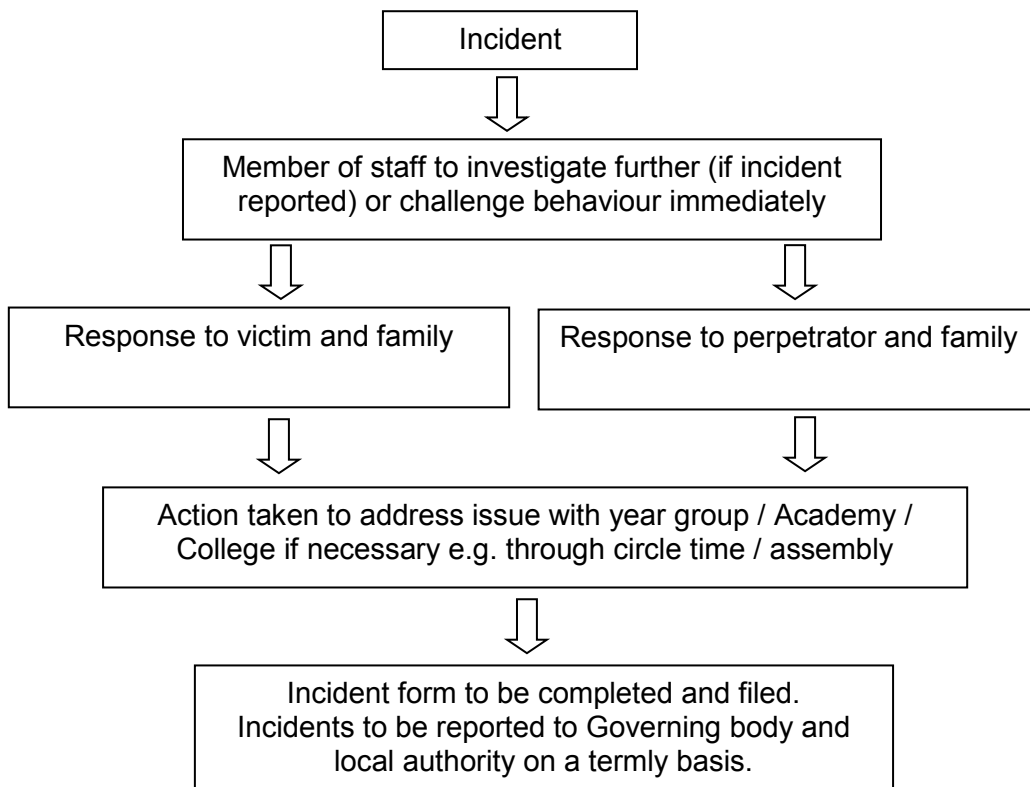 Incident
Member of staff to investigate further (if incident
reported) or challenge behaviour immediately
Response to victim and family
Response to perpetrator and family
Action taken to address issue with year group / Academy /
College if necessary e.g. through circle time / assembly
Incident form to be completed and filed.
Incidents to be reported to Governing body and
local authority on a termly basis.